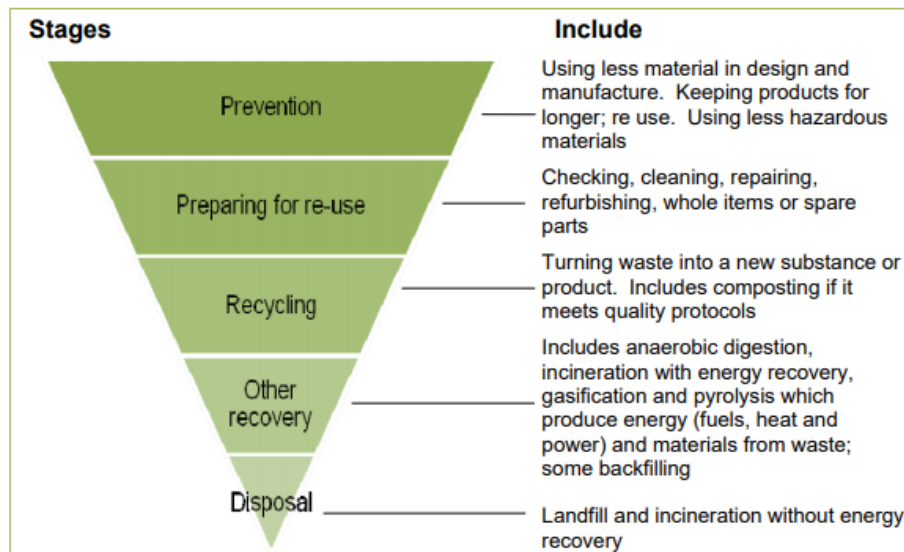 Stages
Include
Prevention
Using less material in design and
manufacture. Keeping products for
longer; re use. Using less hazardous
materials
Preparing for re-use
Checking, cleaning, repairing,
refurbishing, whole items or spare
parts
Recycling
Turning waste into a new substance or
product. Includes composting if it
meets quality protocols
Other
recovery
Includes anaerobic digestion,
incineration with energy recovery,
gasification and pyrolysis which
produce energy (fuels, heat and
power) and materials from waste;
some backfilling
Disposal
Landfill and incineration without energy
recovery